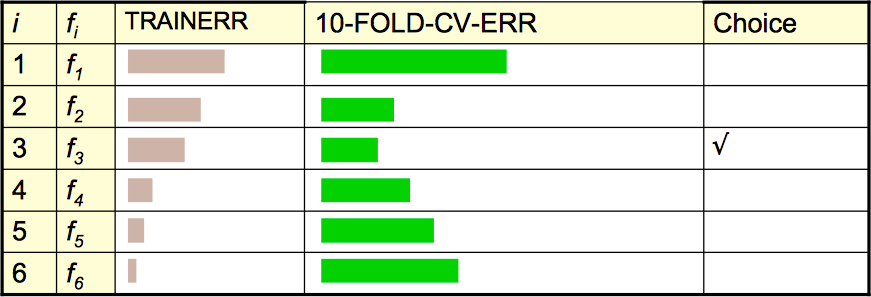 i fi TRAINERR 10-FOLD-CV-ERR Choice
1 f1
2 f2
3 f3 √
4 f4
5 f5
6 f6